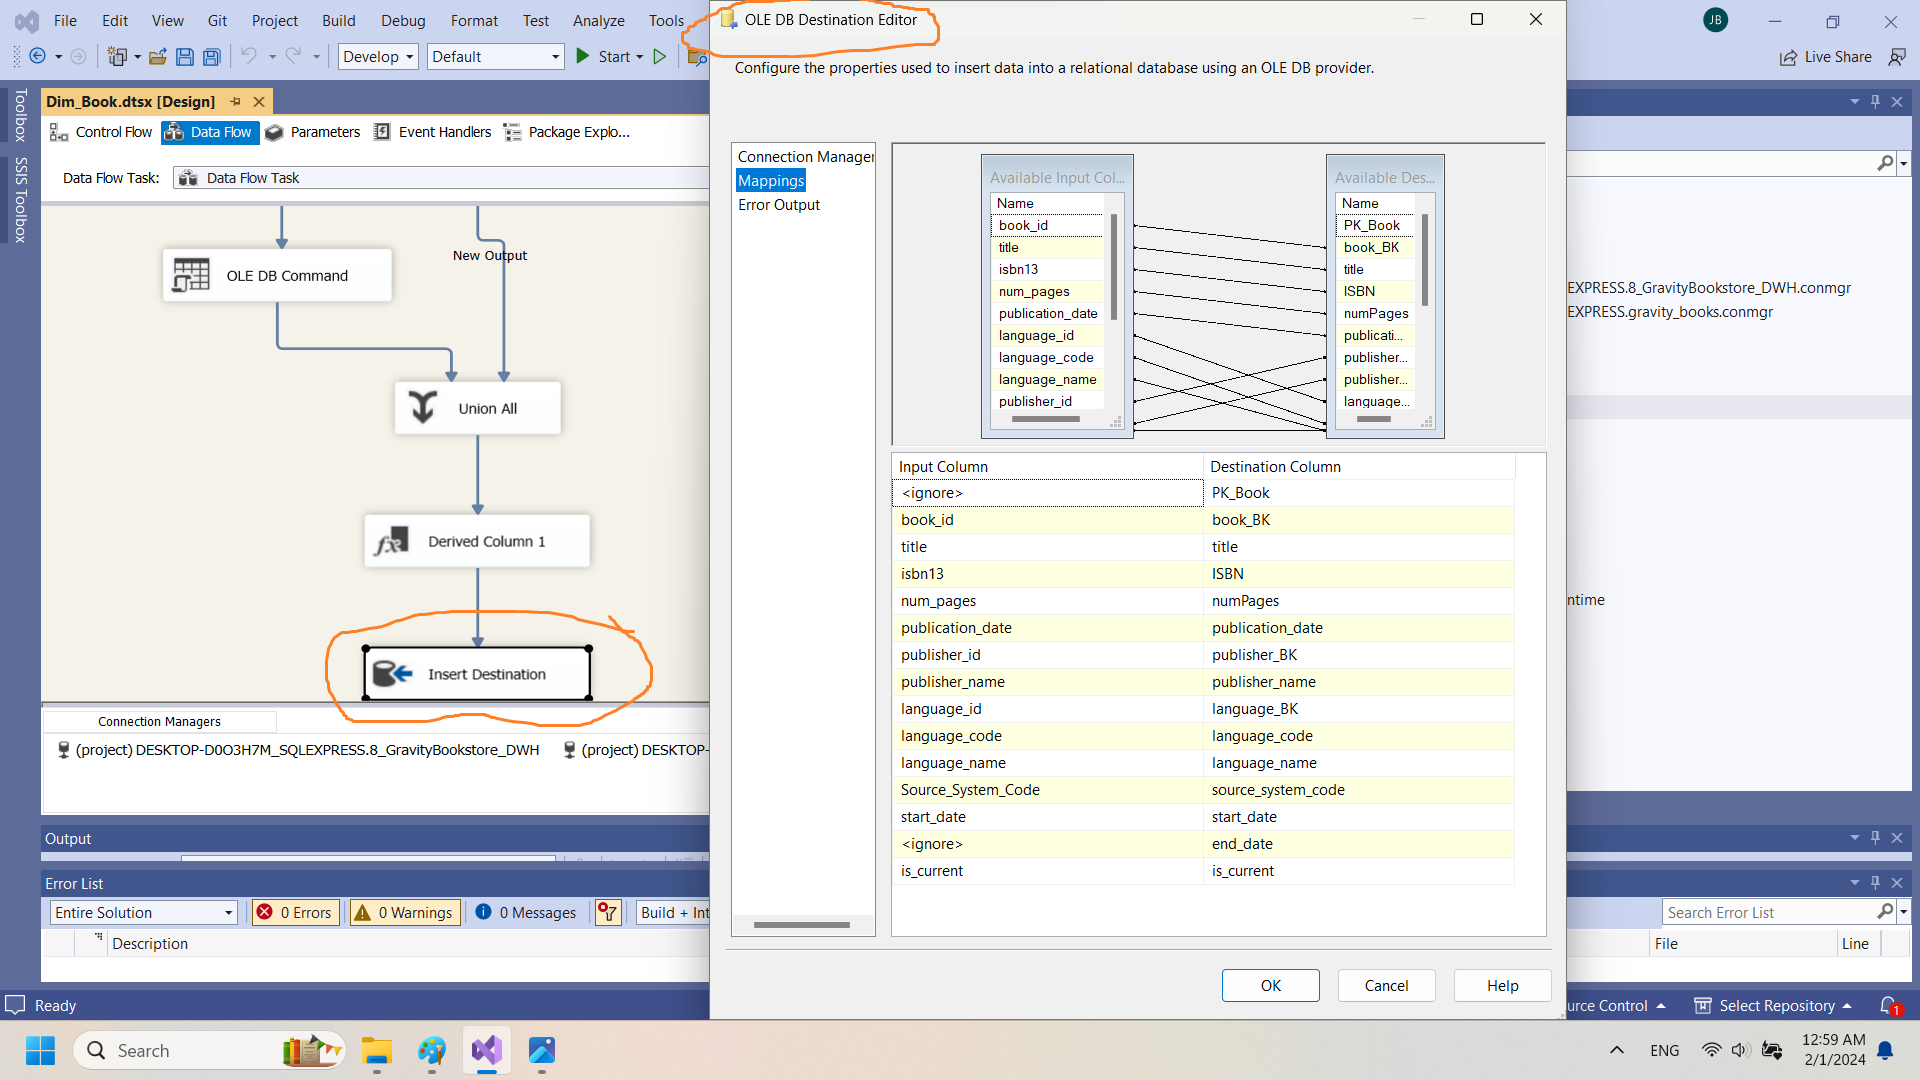 File Edit View Git Project Build Debug Format Test Analyze Tools
JB
Develop Default Start
Live Share
Toolbox
SSIS Toolbox
Dim_Book.dtsx [Design]
Control Flow Data Flow Parameters Event Handlers Package Explo...
Data Flow Task: Data Flow Task
OLE DB Command
New Output
Union All
Derived Column 1
Insert Destination
Connection Managers
(project) DESKTOP-D0O3H7M_SQLEXPRESS.8_GravityBookstore_DWH (project) DESKTOP-
OLE DB Destination Editor
Configure the properties used to insert data into a relational database using an OLE DB provider.
Connection Manager
Mappings
Error Output
Available Input Col...
Name
book_id
title
isbn13
num_pages
publication_date
language_id
language_code
language_name
publisher_id
Available Des...
Name
PK_Book
book_BK
title
ISBN
numPages
publicati...
publisher...
publisher...
language...
Input Column Destination Column
<ignore> PK_Book
book_id book_BK
title title
isbn13 ISBN
num_pages numPages
publication_date publication_date
publisher_id publisher_BK
publisher_name publisher_name
language_id language_BK
language_code language_code
language_name language_name
Source_System_Code source_system_code
start_date start_date
<ignore> end_date
is_current is_current
OK Cancel Help
EXPRESS.8_GravityBookstore_DWH.conmgr
EXPRESS.gravity_books.conmgr
ntime
Output
Error List
Entire Solution 0 Errors 0 Warnings 0 Messages Build + Int
Search Error List
Description File Line
Ready
urce Control Select Repository 1
Search
ENG
12:59 AM
2/1/2024